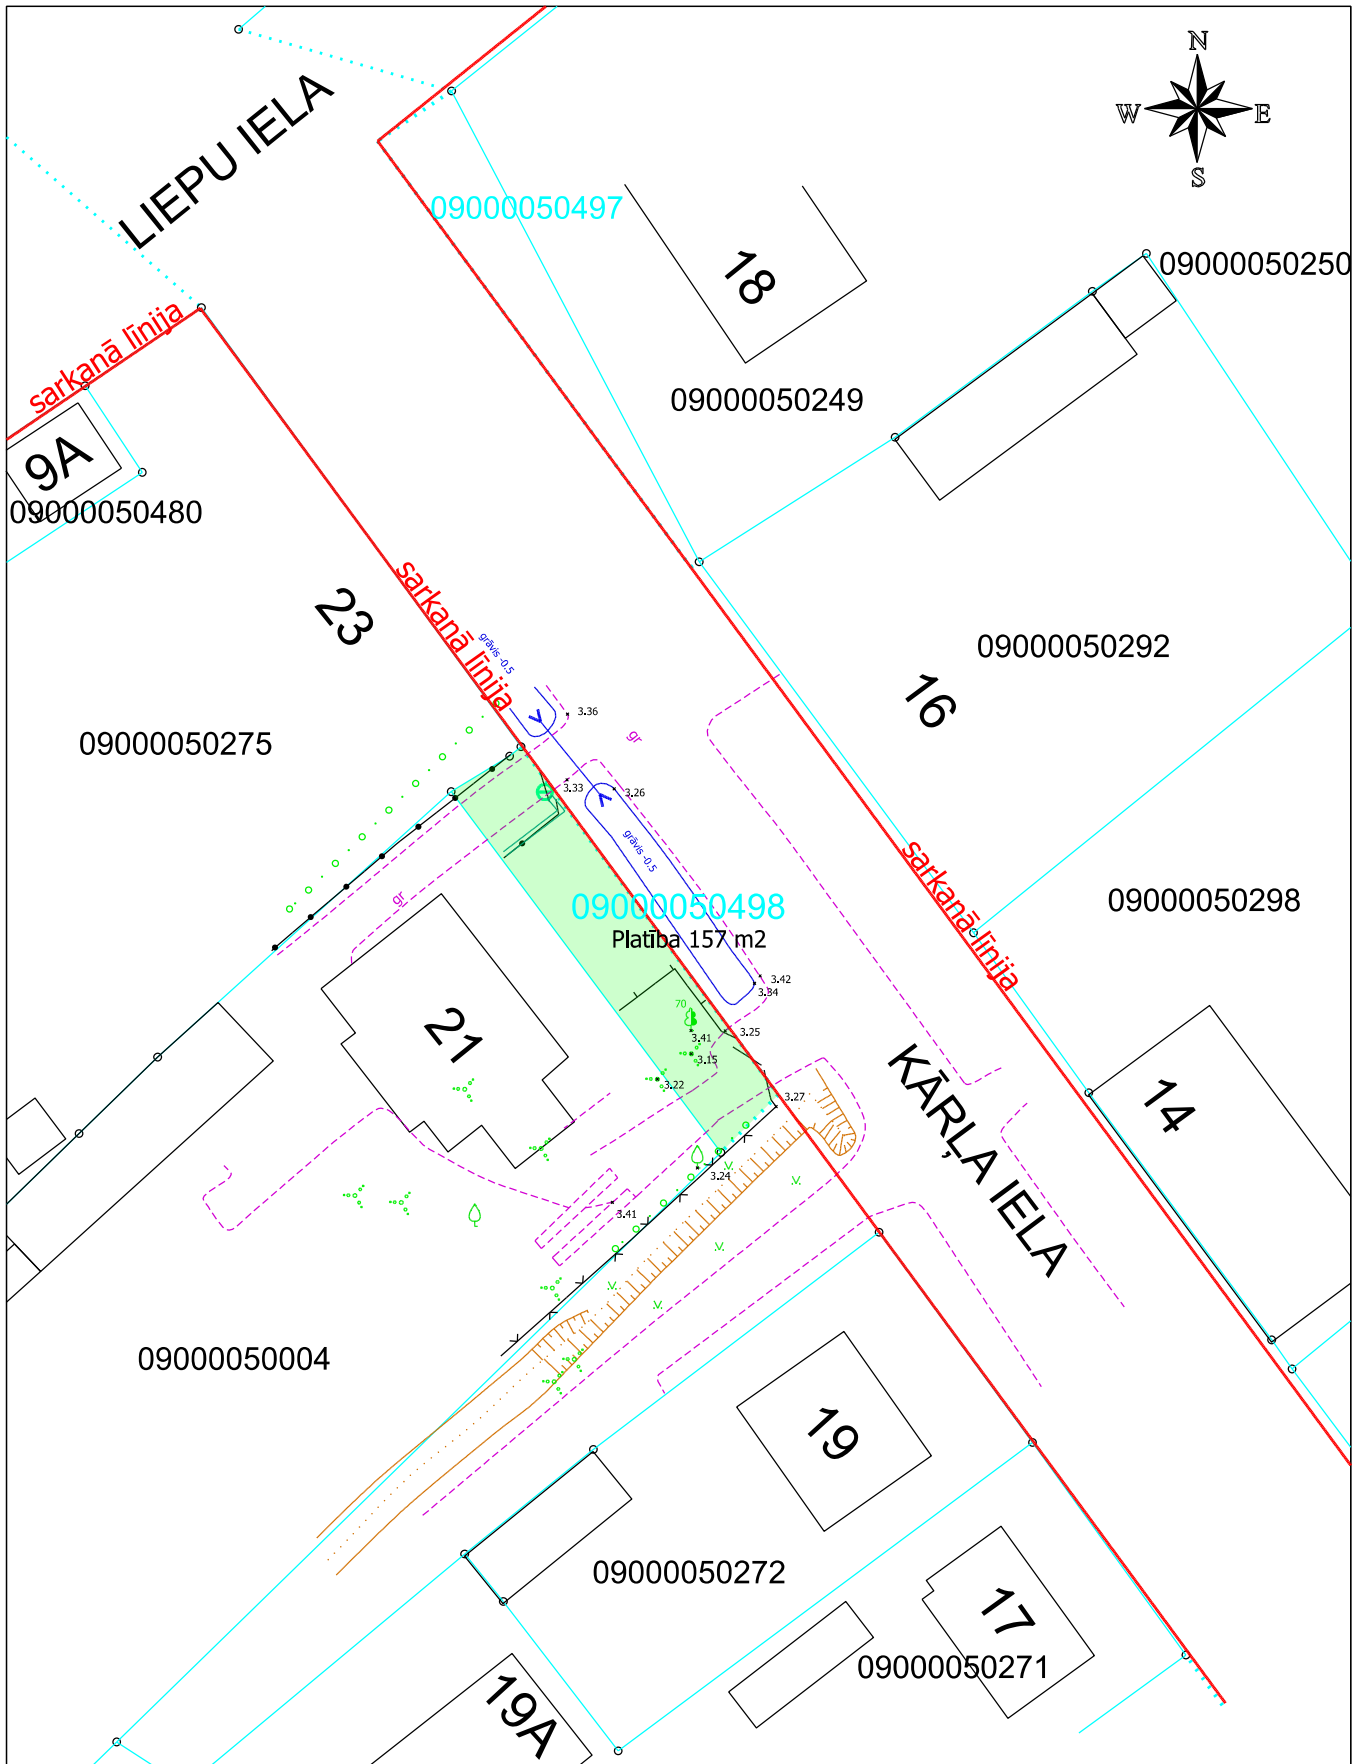 N
W E
S
LIEPU IELA
09000050497
18
09000050250
sarkanā līnija
09000050249
9A
09000050480
23
sarkanā līnija
grāvis -0.5
09000050292
16
3.36
gr
09000050275
3.33
3.26
grāvis -0.5
sarkanā līnija
gr
09000050498
09000050298
Platība 157 m2
3.42
3.34
70
21
3.41
3.25
3.15
3.22
3.27
KĀRĻA IELA
14
3.24
3.41
09000050004
19
09000050272
17
09000050271
19A